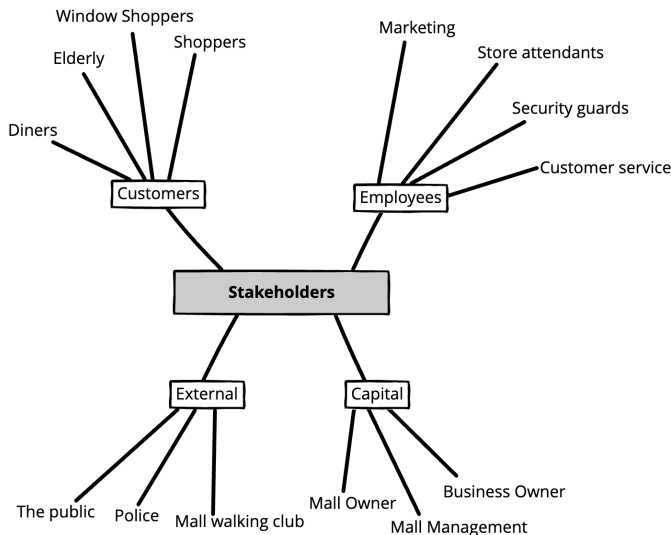 Window Shoppers
Shoppers
Elderly
Diners
Customers
Marketing
Store attendants
Security guards
Customer service
Employees
Stakeholders
External
The public
Police
Mall walking club
Capital
Mall Owner
Business Owner
Mall Management